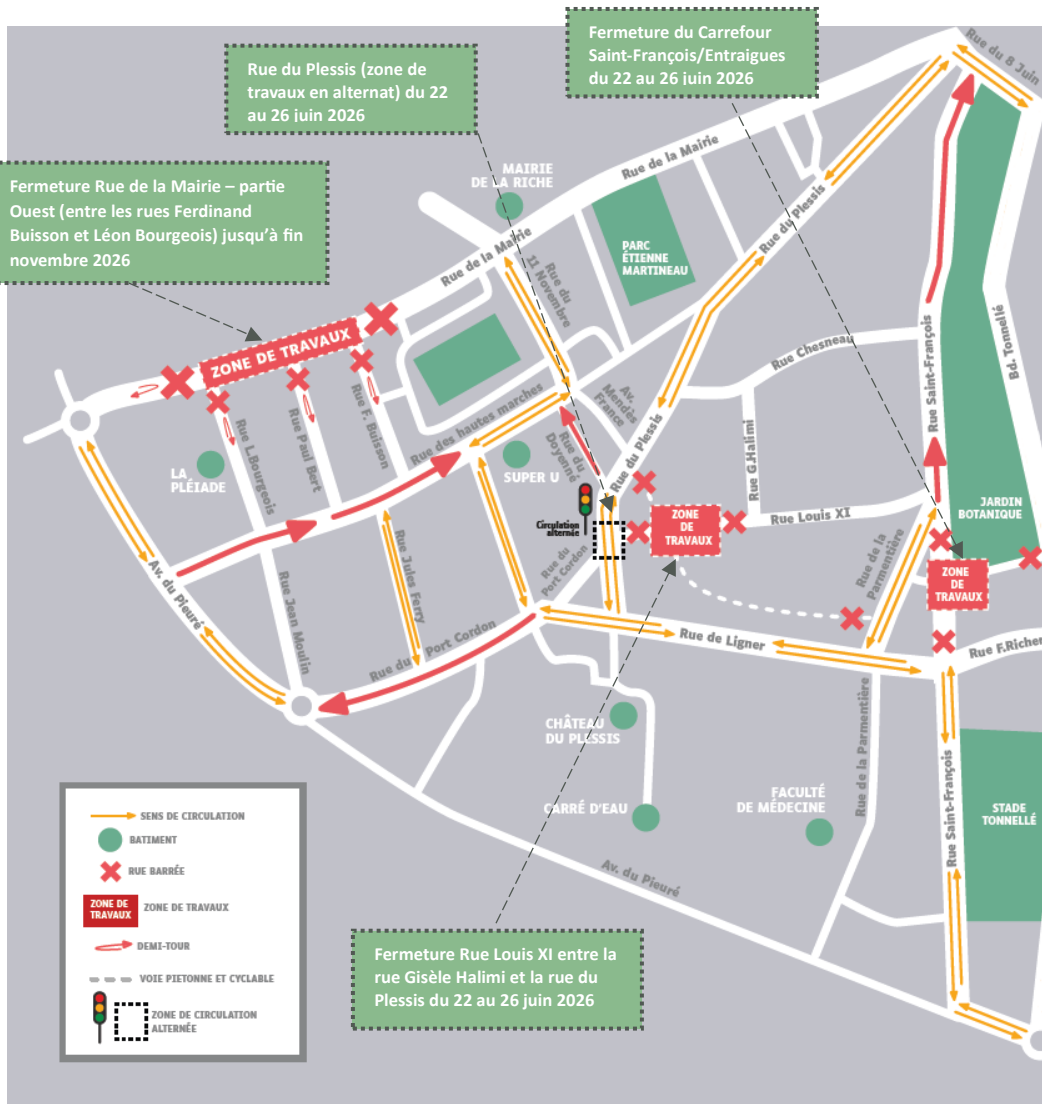 Fermeture du Carrefour
Saint-François/Entraigues
du 22 au 26 juin 2026
Rue du Plessis (zone de
travaux en alternat) du 22
au 26 juin 2026
Fermeture Rue de la Mairie – partie
Ouest (entre les rues Ferdinand
Buisson et Léon Bourgeois) jusqu'à fin
novembre 2026
Rue du 8 Juin
MAIRIE
DE LA RICHE
Rue de la Mairie
Rue de la Mairie
Rue du
11 Novembre
PARC
ÉTIENNE
MARTINEAU
Rue du Plessis
Bd. Tonnellé
Rue Saint-François
ZONE DE TRAVAUX
Rue Chesneau
Av.
Mendès
France
Rue F. Buisson
Rue Paul Bert
Rue L.Bourgeois
Rue des hautes marches
LA
PLÉIADE
SUPER U
Rue du
Doyenné
Rue du Plessis
Rue G.Halimi
Circulation
alternée
ZONE
DE
TRAVAUX
Rue Louis XI
JARDIN
BOTANIQUE
Rue du
Port Cordon
Rue de la
Parmentière
ZONE
DE
TRAVAUX
Av. du Pieuré
Rue Jean Moulin
Rue Jules Ferry
Rue du Port Cordon
Rue de Ligner
Rue F.Richer
CHÂTEAU
DU PLESSIS
CARRÉ D'EAU
FACULTÉ
DE MÉDECINE
Rue de la Parmentière
Rue Saint-François
STADE
TONNELLÉ
Av. du Pieuré
SENS DE CIRCULATION
BATIMENT
RUE BARRÉE
ZONE DE
TRAVAUX
ZONE DE TRAVAUX
DEMI-TOUR
VOIE PIETONNE ET CYCLABLE
ZONE DE CIRCULATION
ALTERNÉE
Fermeture Rue Louis XI entre la
rue Gisèle Halimi et la rue du
Plessis du 22 au 26 juin 2026